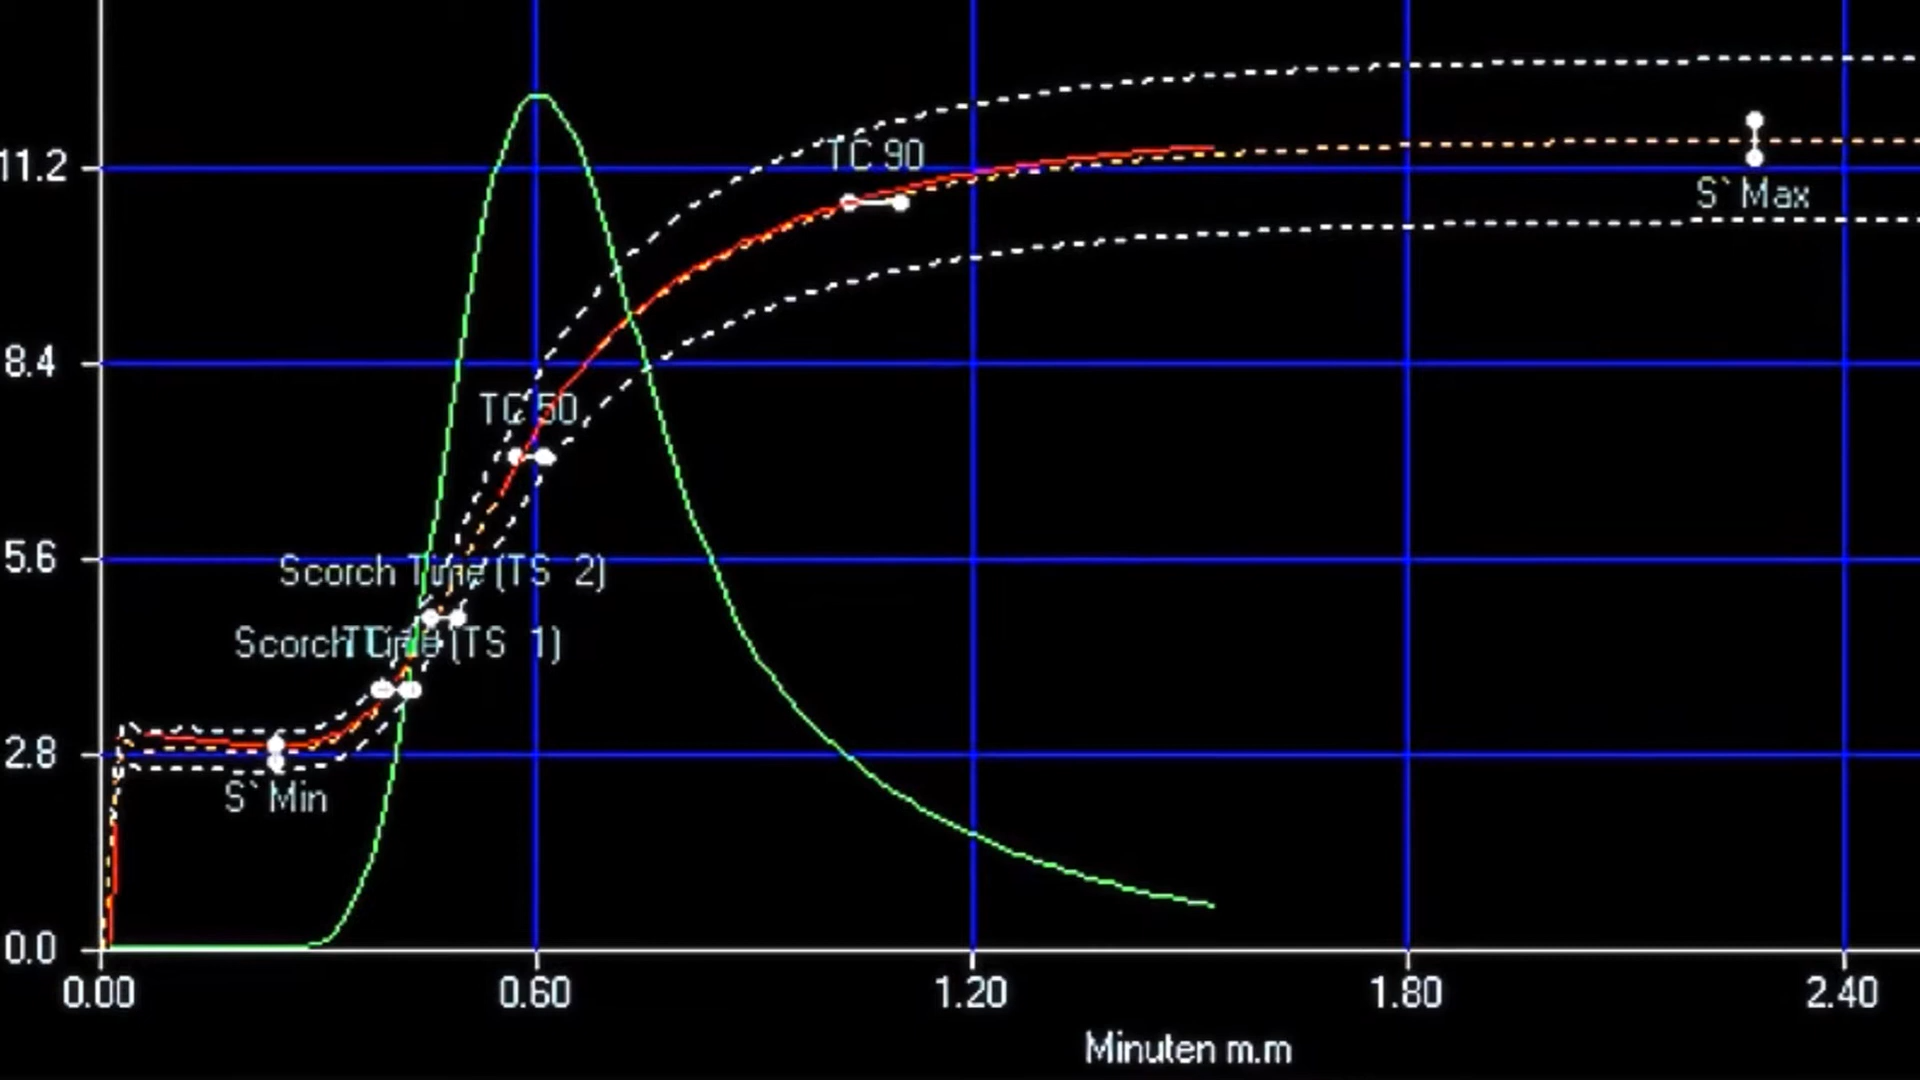 TC 90
11.2
S` Max
8.4
TC 50
5.6
Scorch Time (TS 2)
Scorch Time (TS 1)
2.8
S` Min
0.0
0.00 0.60 1.20 1.80 2.40
Minuten m.m